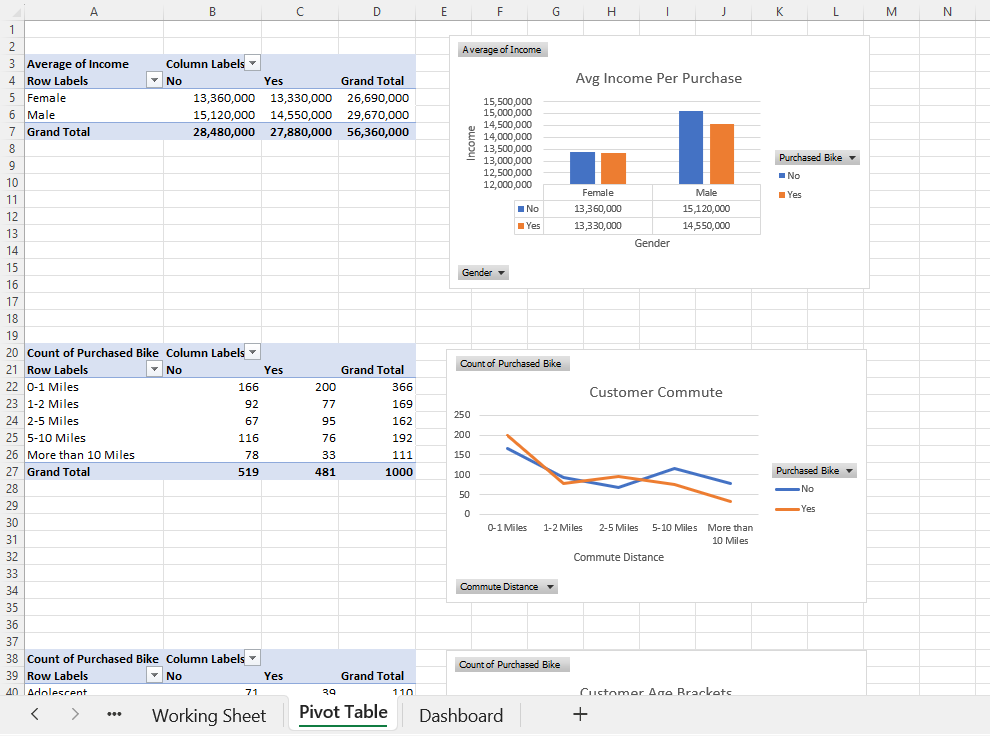 A B C D E F G H I J K L M N
1
2
3 Average of Income Column Labels
4 Row Labels No Yes Grand Total
5 Female 13,360,000 13,330,000 26,690,000
6 Male 15,120,000 14,550,000 29,670,000
7 Grand Total 28,480,000 27,880,000 56,360,000
8
9
10
11
12
13
14
15
16
17
18
19
Average of Income
Avg Income Per Purchase
15,500,000
15,000,000
14,500,000
14,000,000
13,500,000
13,000,000
12,500,000
12,000,000
Income
Female Male
No 13,360,000 15,120,000
Yes 13,330,000 14,550,000
Gender
Purchased Bike
No
Yes
Gender
20 Count of Purchased Bike Column Labels
21 Row Labels No Yes Grand Total
22 0-1 Miles 166 200 366
23 1-2 Miles 92 77 169
24 2-5 Miles 67 95 162
25 5-10 Miles 116 76 192
26 More than 10 Miles 78 33 111
27 Grand Total 519 481 1000
28
29
30
31
32
33
34
35
36
37
Count of Purchased Bike
Customer Commute
250
200
150
100
50
0
0-1 Miles 1-2 Miles 2-5 Miles 5-10 Miles More than
10 Miles
Commute Distance
Purchased Bike
No
Yes
Commute Distance
38 Count of Purchased Bike Column Labels
39 Row Labels No Yes Grand Total
40 Adolescent 71 39 110
Count of Purchased Bike
Customer Age Brackets
Working Sheet Pivot Table Dashboard